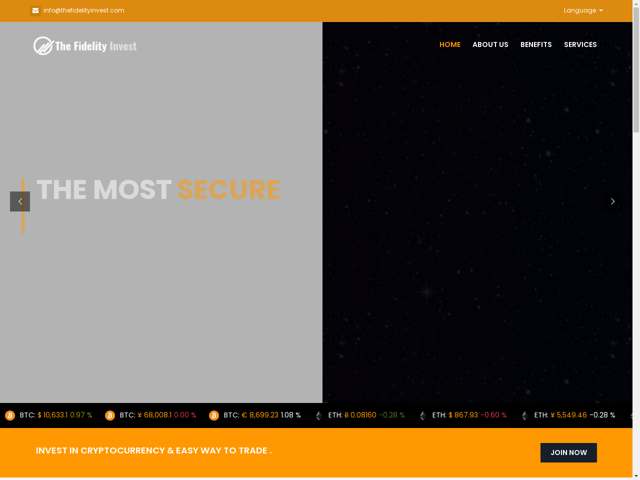 info@thefidelityinvest.com
Language
The Fidelity Invest
HOME ABOUT US BENEFITS SERVICES
THE MOST SECURE
BTC: $ 10,633.1 0.97 % BTC: ¥ 68,008.1 0.00 % BTC: € 8,699.23 1.08 % ETH: Ƀ 0.08160 -0.28 % ETH: $ 867.93 -0.60 % ETH: ¥ 5,549.46 -0.28 %
INVEST IN CRYPTOCURRENCY & EASY WAY TO TRADE .
JOIN NOW